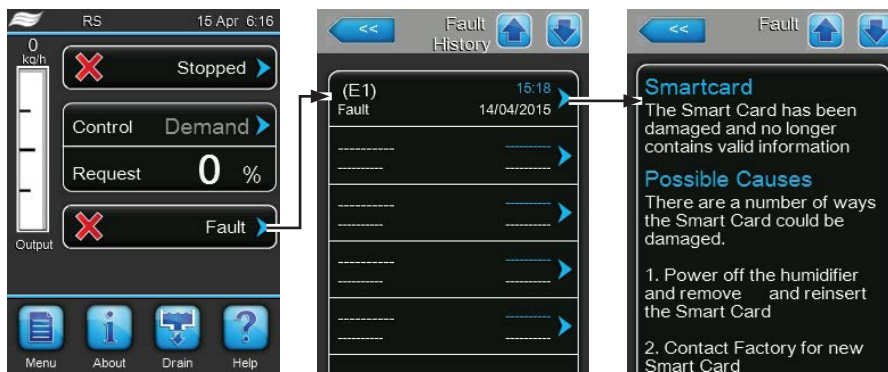 RS 15 Apr 6:16
0
kg/h
Stopped
Control Demand
Request 0 %
Fault
Output
Menu About Drain Help
<<
Fault
History
(E1) 15:18
Fault 14/04/2015
---------- ----------
---------- ----------
---------- ----------
---------- ----------
---------- ----------
---------- ----------
---------- ----------
---------- ----------
<<
Fault
Smartcard
The Smart Card has been
damaged and no longer
contains valid information
Possible Causes
There are a number of ways
the Smart Card could be
damaged.
1. Power off the humidifier
and remove and reinsert
the Smart Card
2. Contact Factory for new
Smart Card